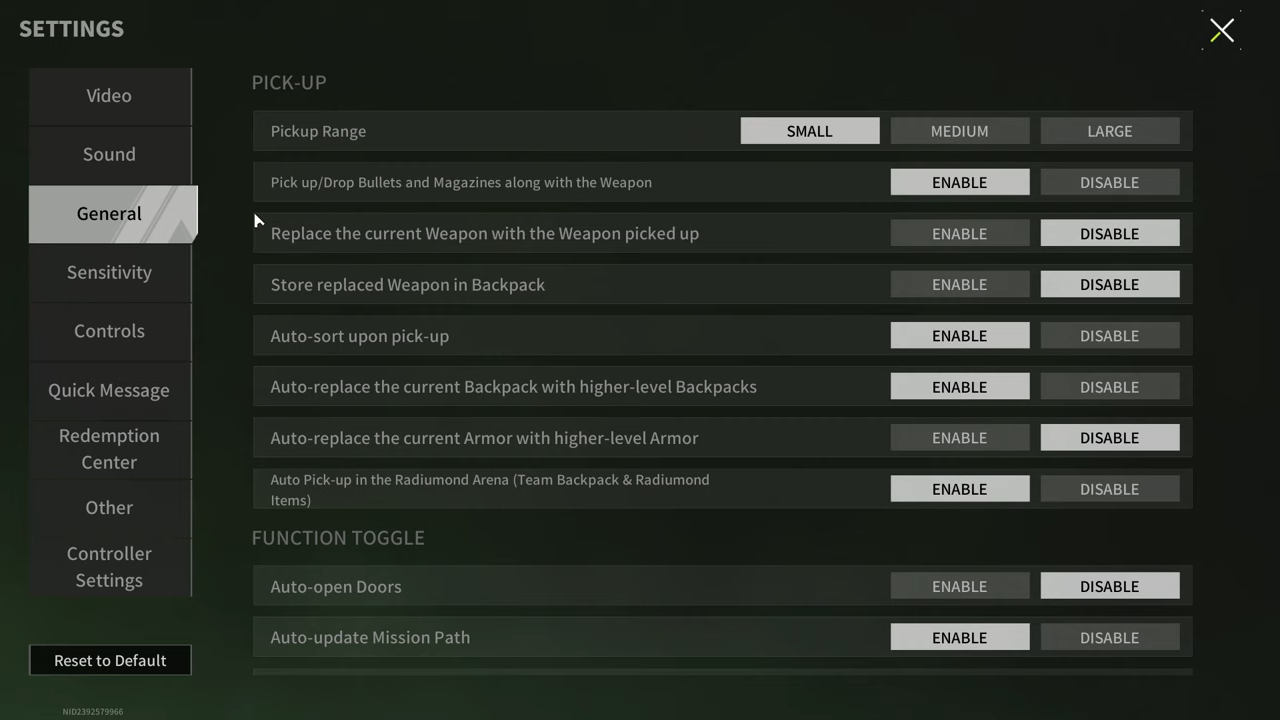 SETTINGS
Video
Sound
General
Sensitivity
Controls
Quick Message
Redemption
Center
Other
Controller
Settings
Reset to Default
NID2392579966
PICK-UP
Pickup Range SMALL MEDIUM LARGE
Pick up/Drop Bullets and Magazines along with the Weapon ENABLE DISABLE
Replace the current Weapon with the Weapon picked up ENABLE DISABLE
Store replaced Weapon in Backpack ENABLE DISABLE
Auto-sort upon pick-up ENABLE DISABLE
Auto-replace the current Backpack with higher-level Backpacks ENABLE DISABLE
Auto-replace the current Armor with higher-level Armor ENABLE DISABLE
Auto Pick-up in the Radiumond Arena (Team Backpack & Radiumond
Items) ENABLE DISABLE
FUNCTION TOGGLE
Auto-open Doors ENABLE DISABLE
Auto-update Mission Path ENABLE DISABLE